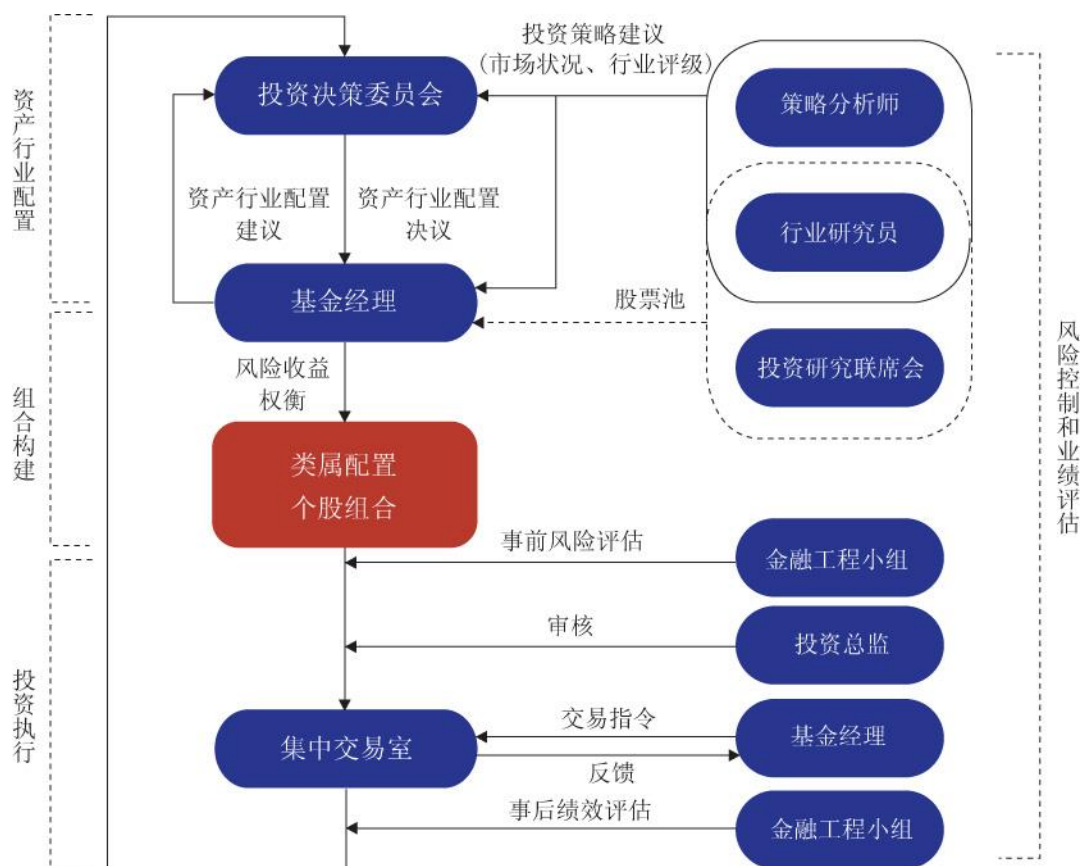 投资策略建议
(市场状况、行业评级)
投资决策委员会
策略分析师
资产行业配置
资产行业配置
建议
资产行业配置
决议
行业研究员
基金经理
股票池
投资研究联席会
风险收益
权衡
组合构建
类属配置
个股组合
风险控制和业绩评估
事前风险评估
金融工程小组
审核
投资总监
投资执行
集中交易室
交易指令
反馈
基金经理
事后绩效评估
金融工程小组